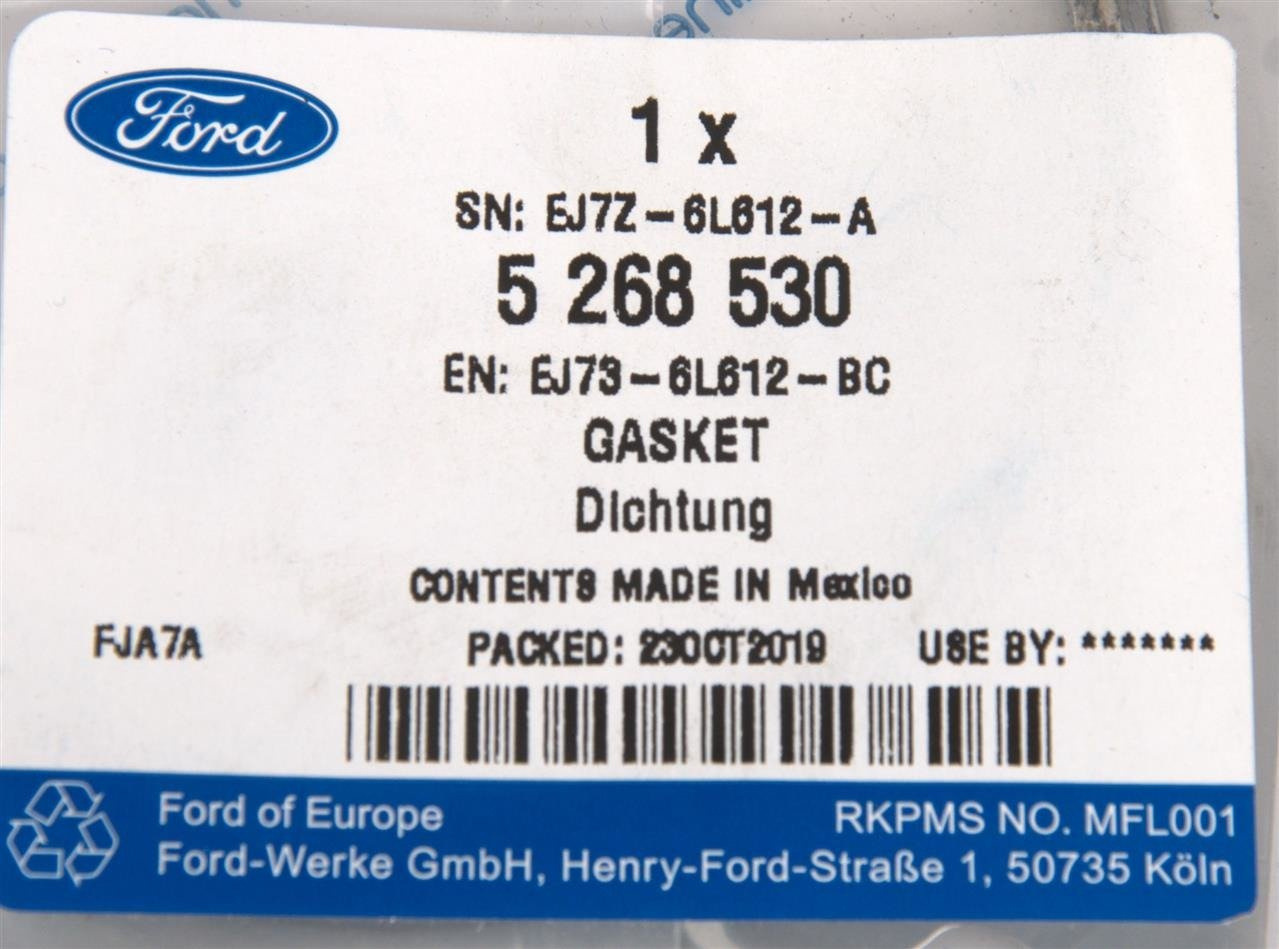 Ford
1 x
SN: EJ7Z-6L612-A
5 268 530
EN: EJ73-6L612-BC
GASKET
Dichtung
CONTENTS MADE IN Mexico
FJA7A PACKED: 23OCT2019 USE BY: *******
Ford of Europe RKPMS NO. MFL001
Ford-Werke GmbH, Henry-Ford-Straße 1, 50735 Köln